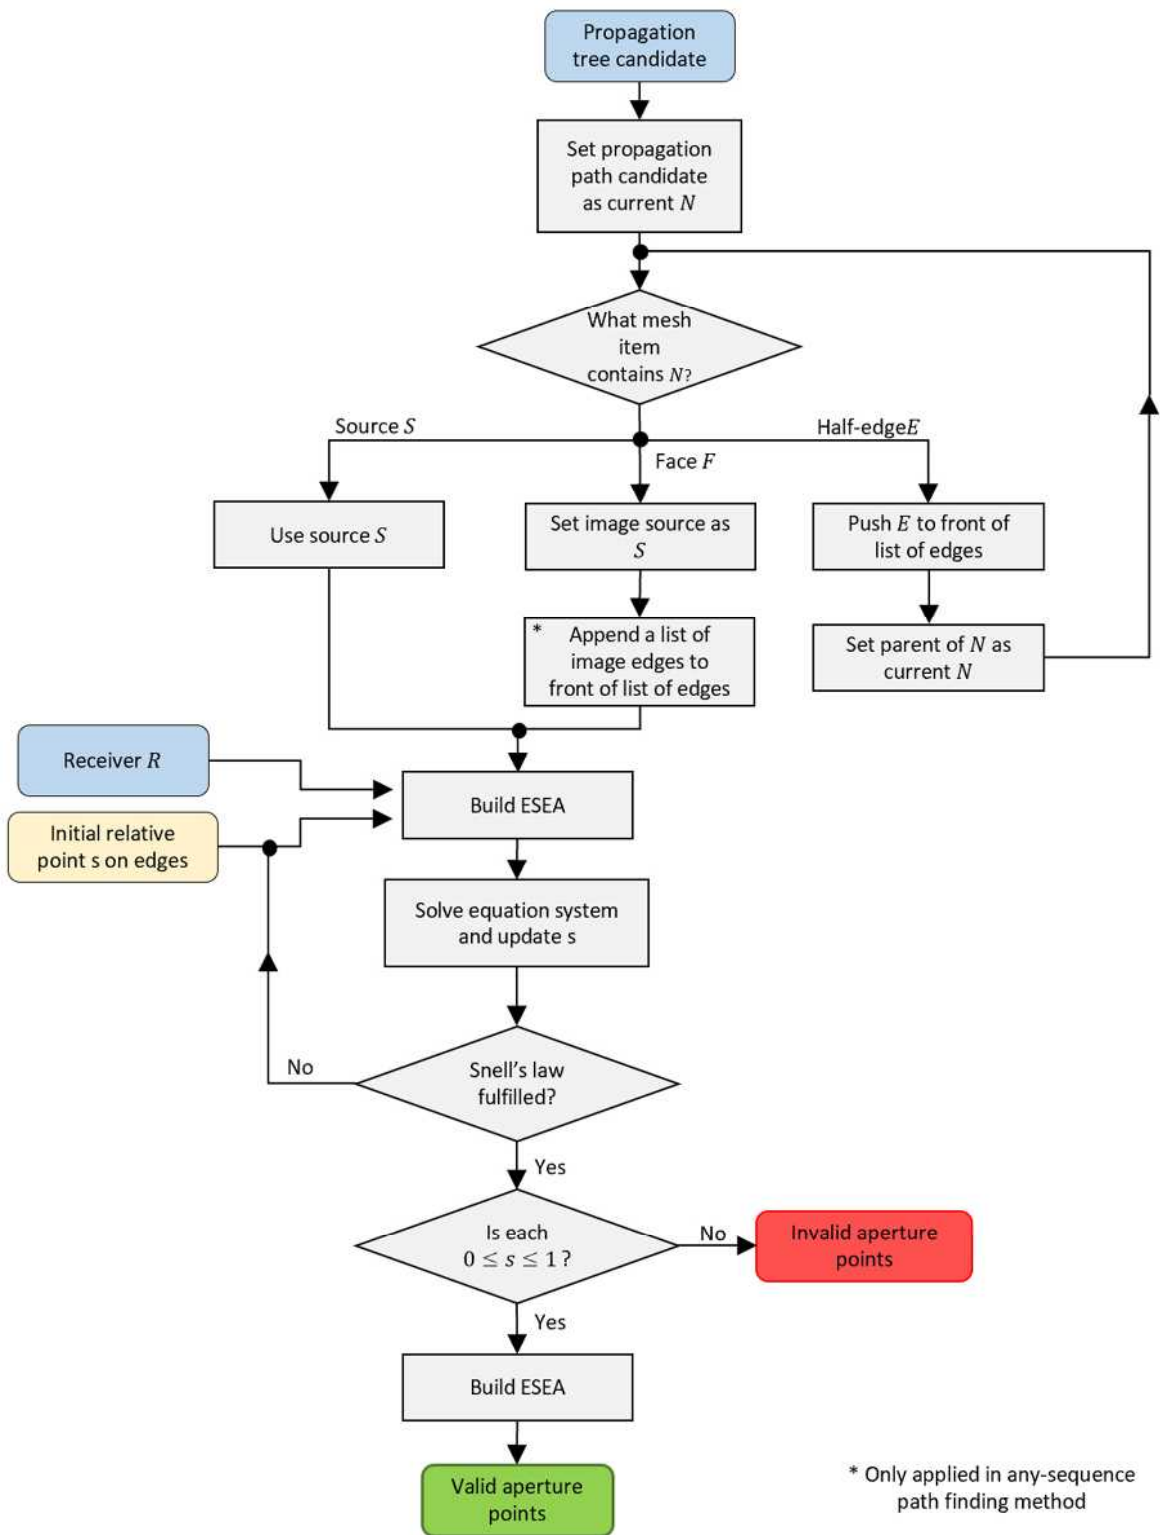 Propagation
tree candidate
Set propagation
path candidate
as current N
What mesh
item
contains N?
Source S
Half-edgeE
Face F
Use source S
Set image source as
S
Push E to front of
list of edges
* Append a list of
image edges to
front of list of edges
Set parent of N as
current N
Receiver R
Build ESEA
Initial relative
point s on edges
Solve equation system
and update s
Snell's law
fulfilled?
No
Yes
Is each
0 ≤ s ≤ 1 ?
No
Invalid aperture
points
Yes
Build ESEA
Valid aperture
points
* Only applied in any-sequence
path finding method